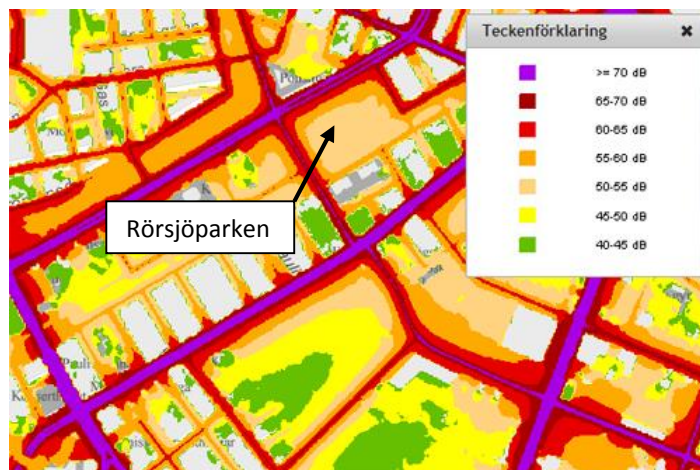 Teckenförklaring ✖
>= 70 dB
65-70 dB
60-65 dB
55-60 dB
50-55 dB
45-50 dB
40-45 dB
Rörsjöparken
K
Pauli